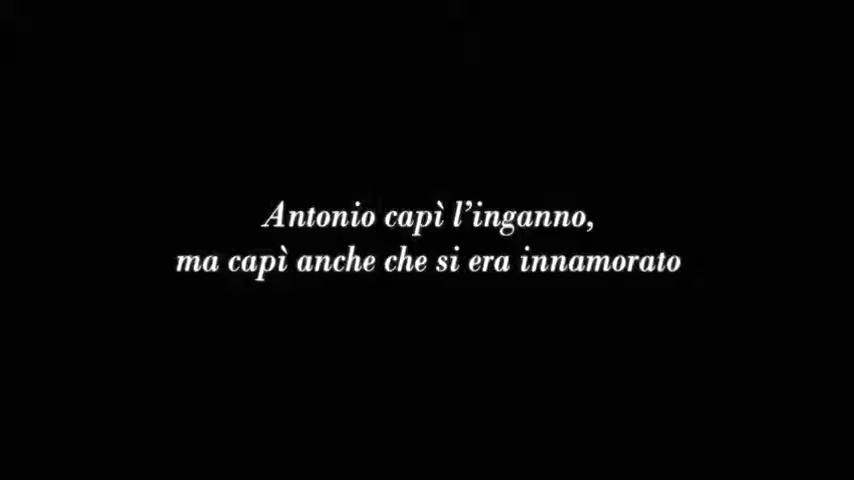 Antonio capì l’inganno,
ma capì anche che si era innamorato